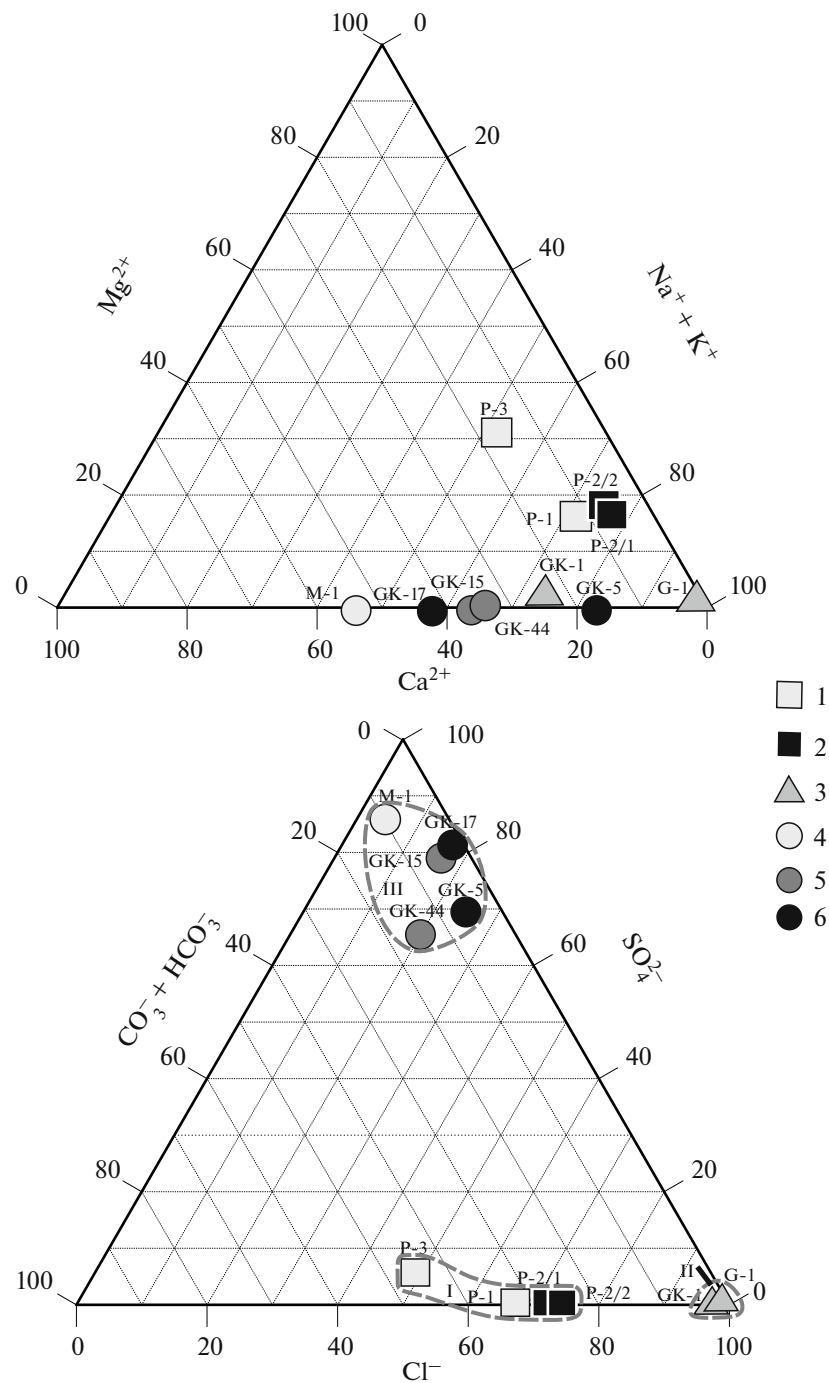 100 0
80 20
60 40
Mg²⁺
Na⁺ + K⁺
40 60
P-3
20 80
P-2/2
P-1
P-2/1
GK-1
0 M-1 GK-17 GK-15 GK-5 G-1 100
GK-44
100 80 60 40 20 0
Ca²⁺
1
2
3
4
5
6
0 100
M-1
GK-17
20 80
GK-15
III GK-5
GK-44
40 60
CO₃⁻ + HCO₃⁻
SO₄²⁻
60 40
80 20
P-3
P-2/1 II G-1
100 I P-1 P-2/2 GK-1 0
0 20 40 60 80 100
Cl⁻